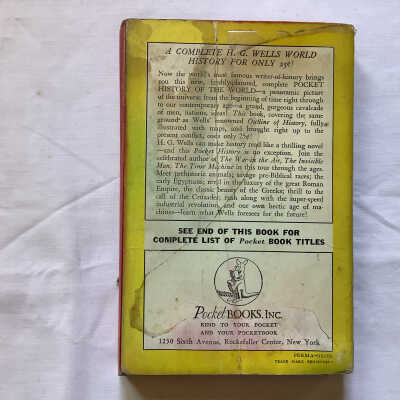 A COMPLETE H. G. WELLS WORLD
HISTORY FOR ONLY 25¢!
Now the world's most famous writer-of-history brings
you this new, freshly-planned, complete POCKET
HISTORY OF THE WORLD—a panoramic picture
of the universe from the beginning of time right through
to our contemporary age—a grand, gorgeous cavalcade
of men, nations, ideas! This book, covering the same
ground as Wells' renowned Outline of History, fully
illustrated with maps, and brought right up to the
present conflict, costs only 25¢!
H. G. Wells can make history read like a thrilling novel
—and this Pocket History is no exception. Join the
celebrated author of The War in the Air, The Invisible
Man, The Time Machine in this tour through the ages.
Meet prehistoric animals; savage pre-Biblical races; the
early Egyptians; revel in the luxury of the great Roman
Empire, the classic beauty of the Greeks; thrill to the
call of the Crusades; rush along with the super-speed
industrial revolution, and our own hectic age of ma-
chines—learn what Wells foresees for the future!
SEE END OF THIS BOOK FOR
COMPLETE LIST OF Pocket BOOK TITLES
Pocket BOOKS, INC.
KIND TO YOUR POCKET
AND YOUR POCKETBOOK
1230 Sixth Avenue, Rockefeller Center, New York
PERMA-GLOSS
TRADE MARK REGISTERED